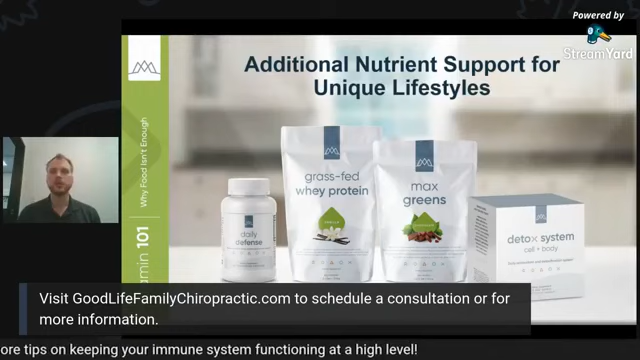 Powered by
StreamYard
Additional Nutrient Support for
Unique Lifestyles
Why Food Isn't Enough
amin 101
daily
defense
grass-fed
whey protein
max
greens
detox system
cell + body
Visit GoodLifeFamilyChiropractic.com to schedule a consultation or for
more information.
ore tips on keeping your immune system functioning at a high level!